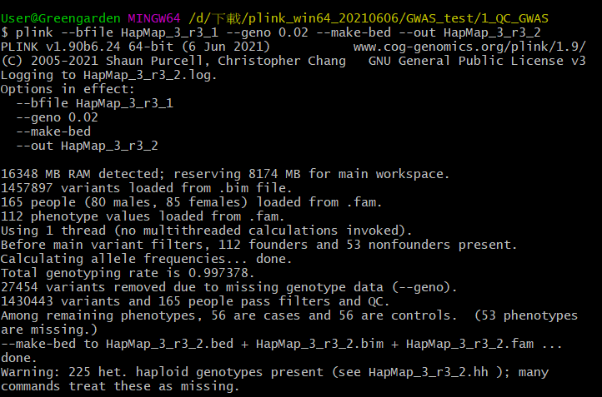 User@Greengarden MINGW64 /d/下載/plink_win64_20210606/GWAS_test/1_QC_GWAS
$ plink --bfile HapMap_3_r3_1 --geno 0.02 --make-bed --out HapMap_3_r3_2
PLINK v1.90b6.24 64-bit (6 Jun 2021)           www.cog-genomics.org/plink/1.9/
(C) 2005-2021 Shaun Purcell, Christopher Chang   GNU General Public License v3
Logging to HapMap_3_r3_2.log.
Options in effect:
  --bfile HapMap_3_r3_1
  --geno 0.02
  --make-bed
  --out HapMap_3_r3_2

16348 MB RAM detected; reserving 8174 MB for main workspace.
1457897 variants loaded from .bim file.
165 people (80 males, 85 females) loaded from .fam.
112 phenotype values loaded from .fam.
Using 1 thread (no multithreaded calculations invoked).
Before main variant filters, 112 founders and 53 nonfounders present.
Calculating allele frequencies... done.
Total genotyping rate is 0.997378.
27454 variants removed due to missing genotype data (--geno).
1430443 variants and 165 people pass filters and QC.
Among remaining phenotypes, 56 are cases and 56 are controls.  (53 phenotypes
are missing.)
--make-bed to HapMap_3_r3_2.bed + HapMap_3_r3_2.bim + HapMap_3_r3_2.fam ...
done.
Warning: 225 het. haploid genotypes present (see HapMap_3_r3_2.hh ); many
commands treat these as missing.